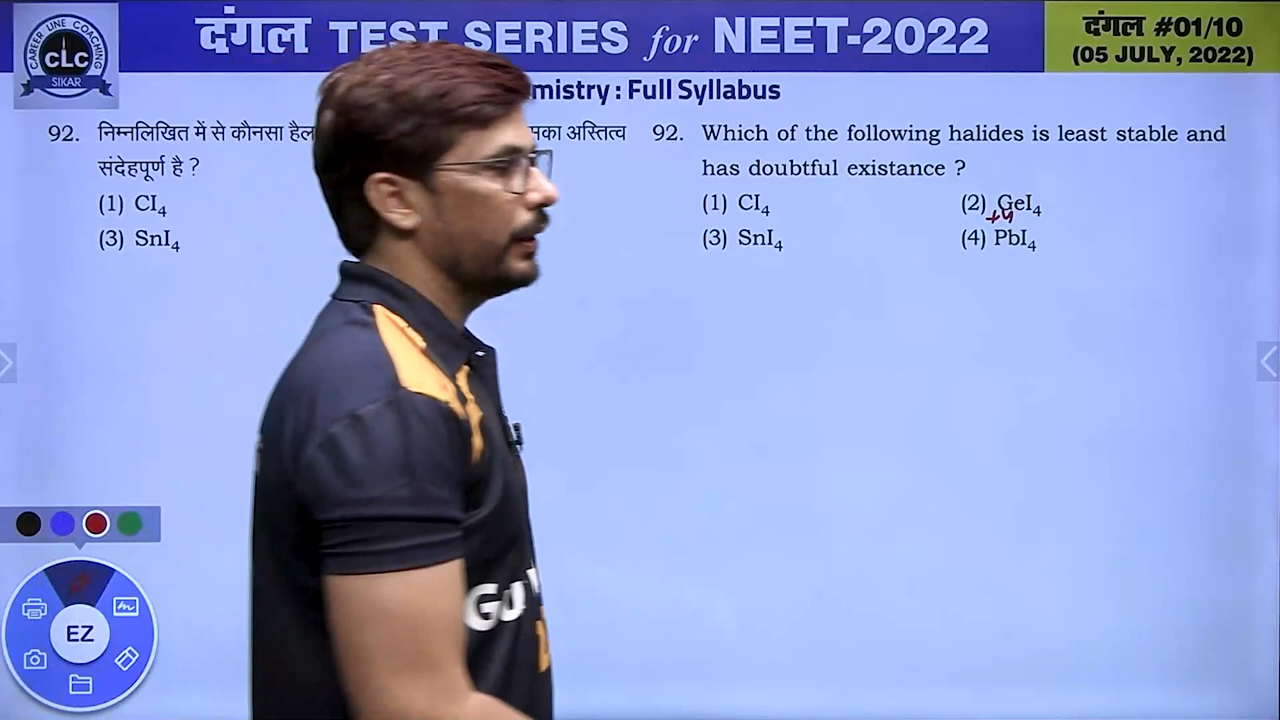 दंगल TEST SERIES for NEET-2022
दंगल #01/10
(05 JULY, 2022)
CAREER LINE COACHING
CLC
SIKAR
mistry : Full Syllabus
92. निम्नलिखित में से कौनसा अस्तित्व
संदेहपूर्ण है ?
(1) CI₄
(3) SnI₄
92. Which of the following halides is least stable and
has doubtful existance ?
(1) CI₄ (2) GeI₄
+4
(3) SnI₄ (4) PbI₄
EZ